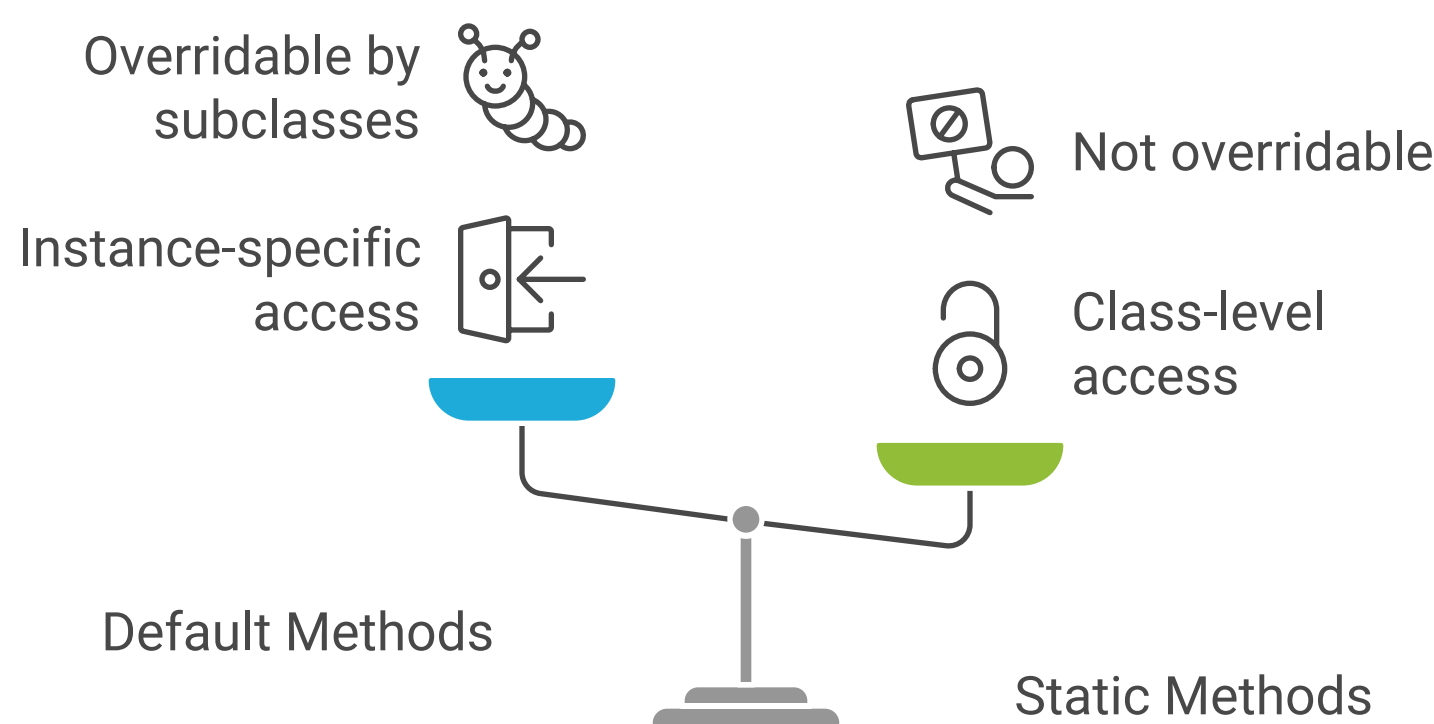 Overridable by
subclasses
Instance-specific
access
Not overridable
Class-level
access
Default Methods
Static Methods